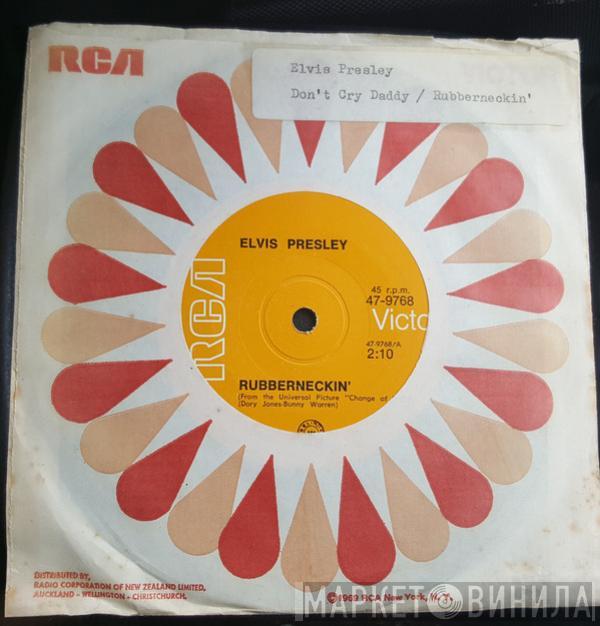 RCA
Elvis Presley
Don't Cry Daddy / Rubberneckin'
ELVIS PRESLEY
45 r.p.m.
47-9768
RCA
Victo
47-9768/A
2:10
RUBBERNECKIN'
(From the Universal Picture "Change of
(Dory Jones-Bunny Warren)
DISTRIBUTED BY,
RADIO CORPORATION OF NEW ZEALAND LIMITED,
AUCKLAND - WELLINGTON - CHRISTCHURCH.
©1969 RCA New York, N.Y.
МАРКЕТ ВИНИЛА